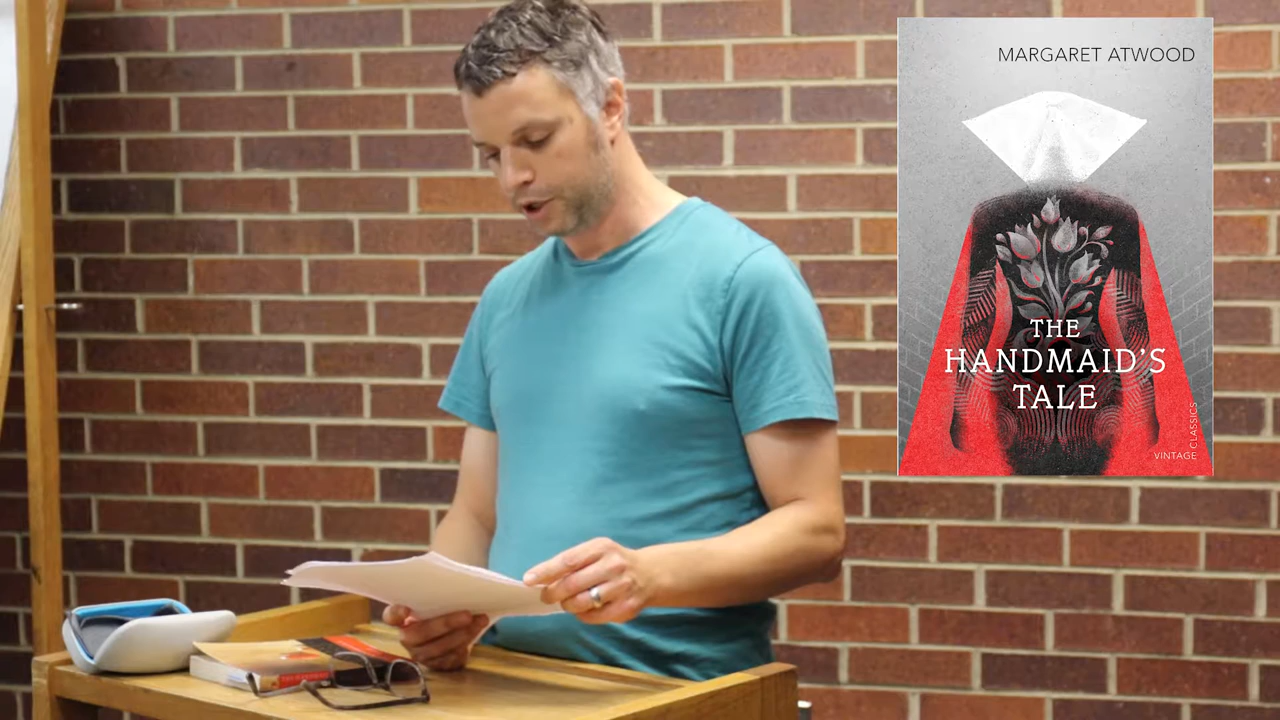 MARGARET ATWOOD
THE
HANDMAID'S
TALE
VINTAGE CLASSICS